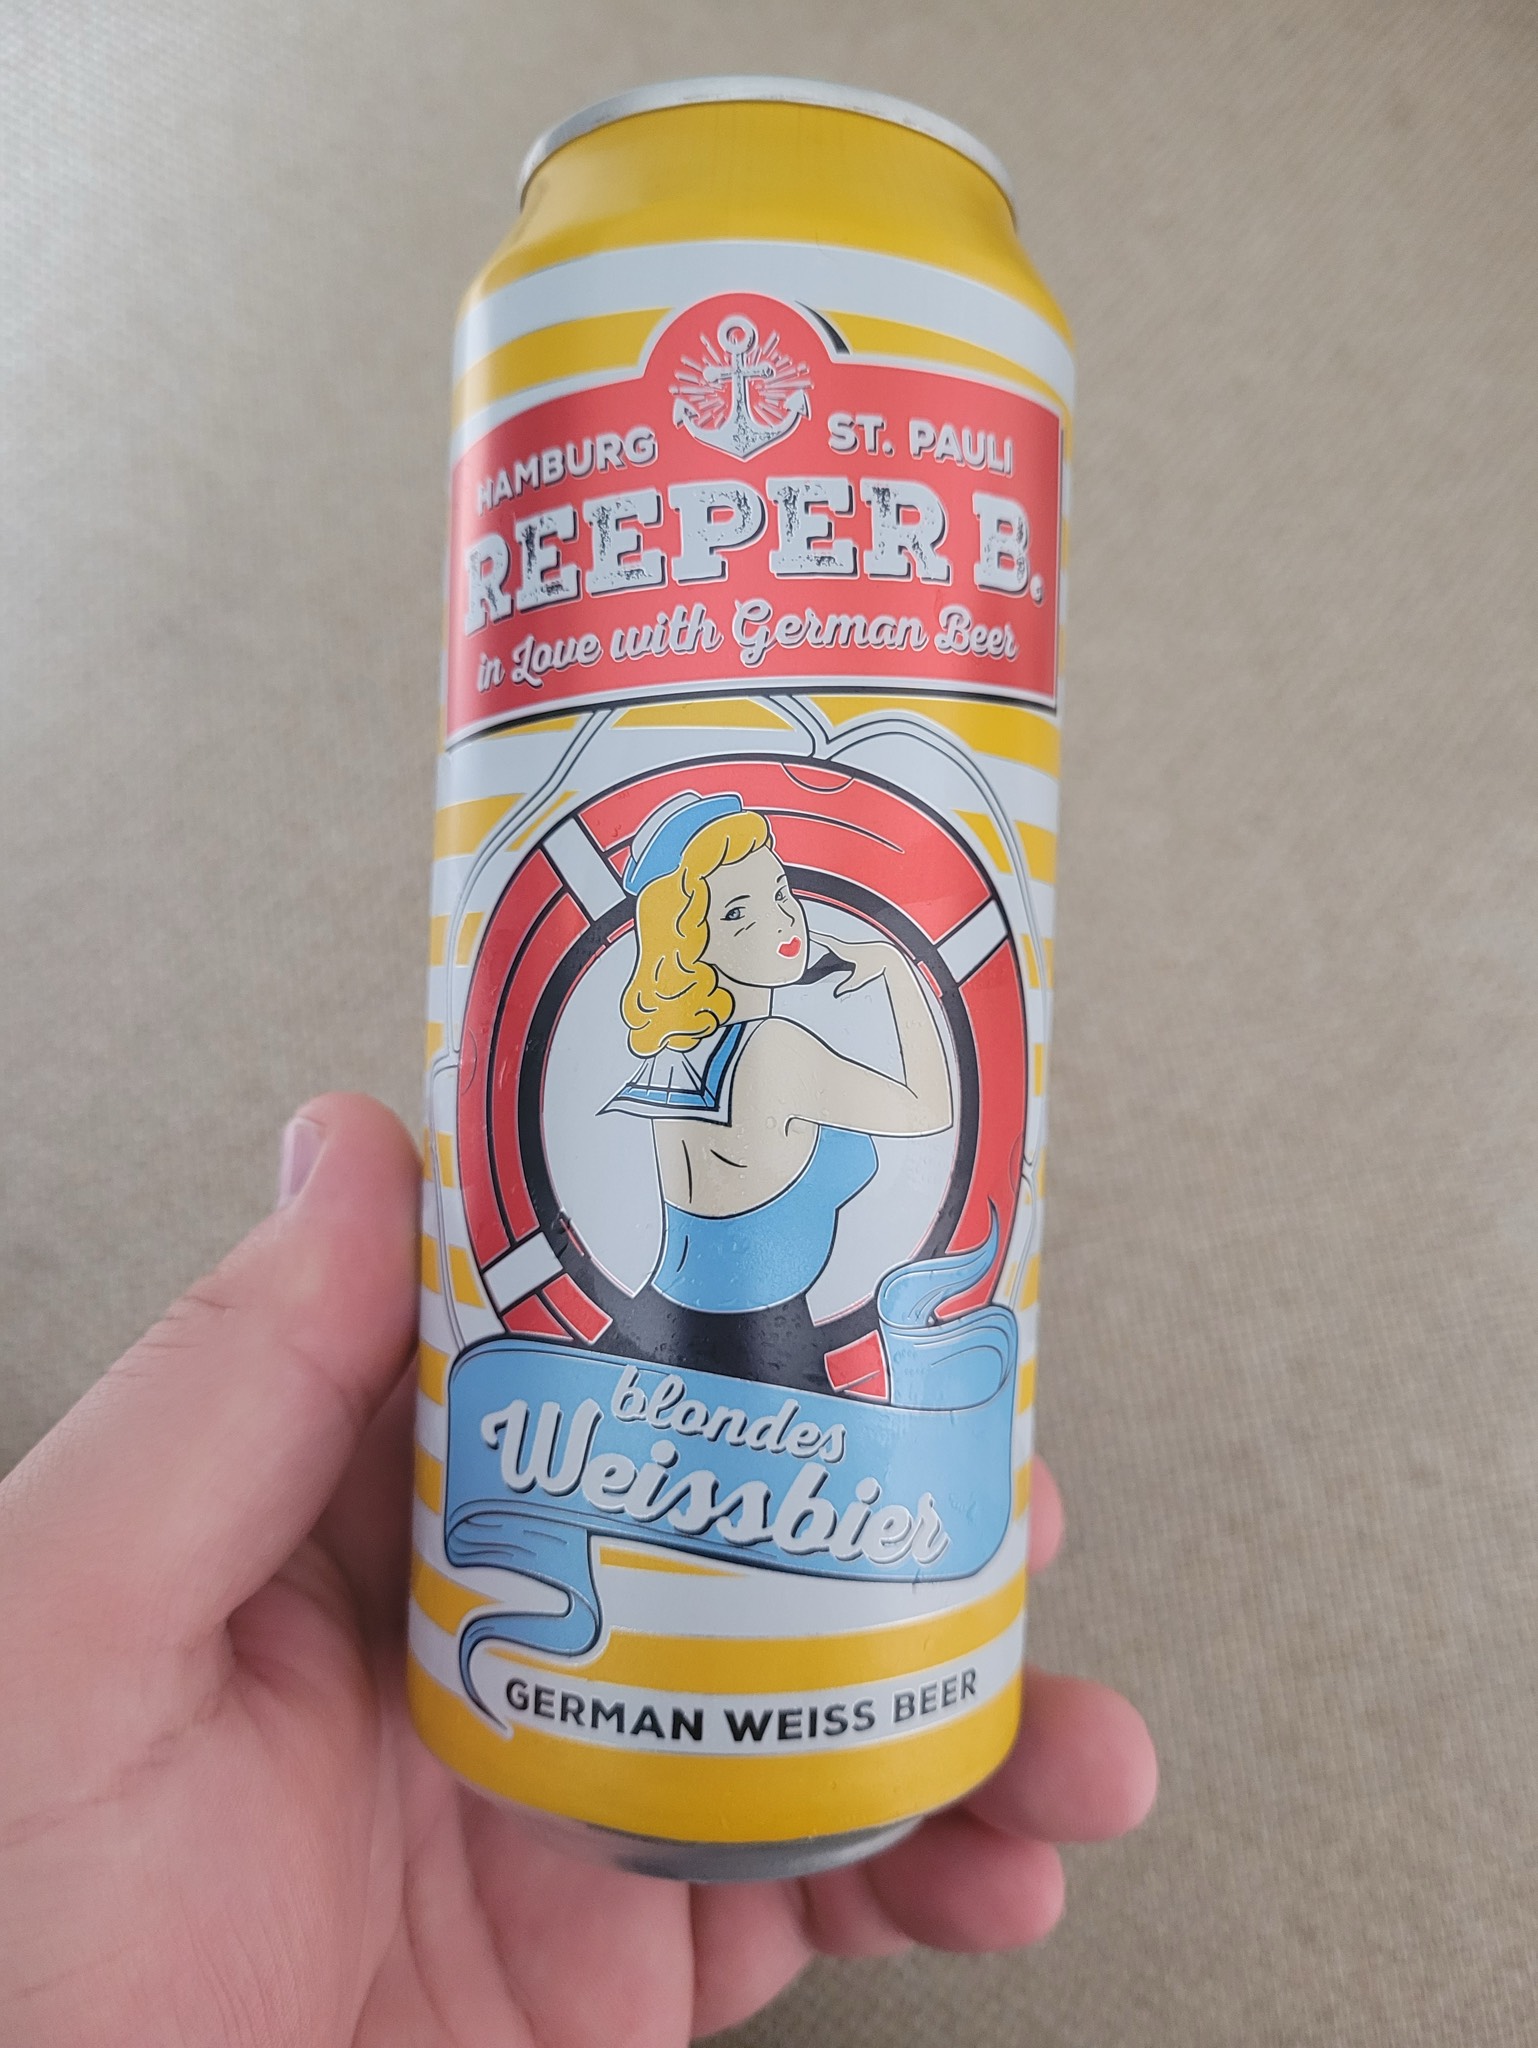 HAMBURG ST. PAULI
REEPER B.
in Love with German Beer
blondes
Weissbier
GERMAN WEISS BEER